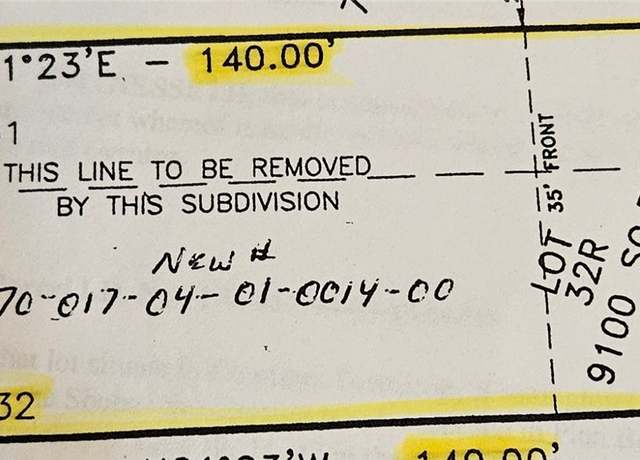 1°23'E. - 140.00'
1
THIS LINE TO BE REMOVED
BY THIS SUBDIVISION
NEW #
70-017-04-01-0014-00
32
140.00'
35' FRONT
LOT
32R
9100 SQ